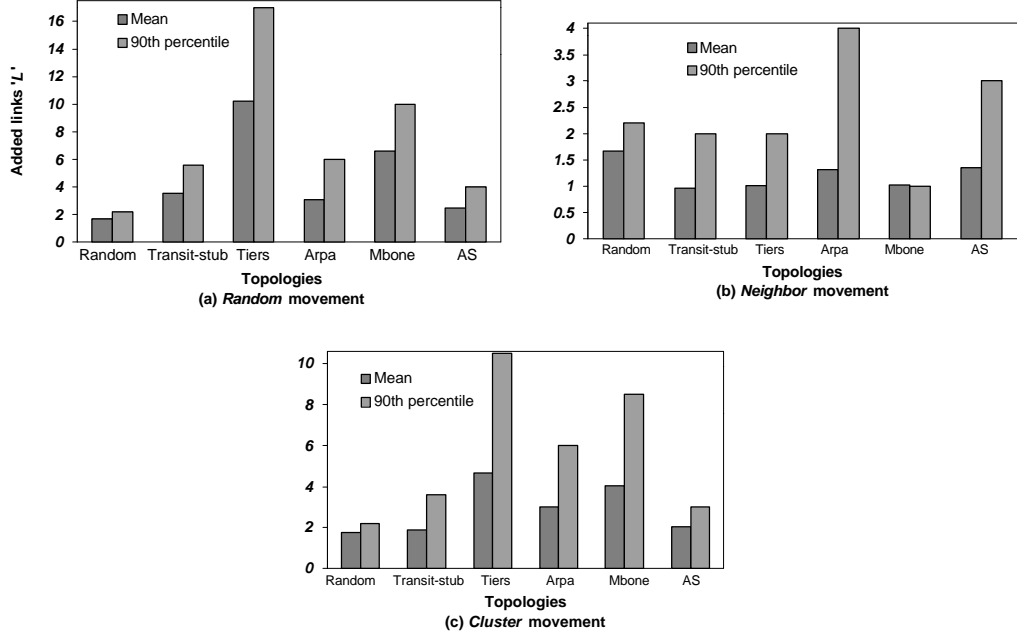 Added links 'L'
16
14
12
10
8
6
4
2
0
Mean
90th percentile
Random Transit-stub Tiers Arpa Mbone AS
Topologies
(a) Random movement
4
3.5
3
2.5
2
1.5
1
0.5
0
Mean
90th percentile
Random Transit-stub Tiers Arpa Mbone AS
Topologies
(b) Neighbor movement
10
8
6
4
2
0
Mean
90th percentile
Random Transit-stub Tiers Arpa Mbone AS
Topologies
(c) Cluster movement